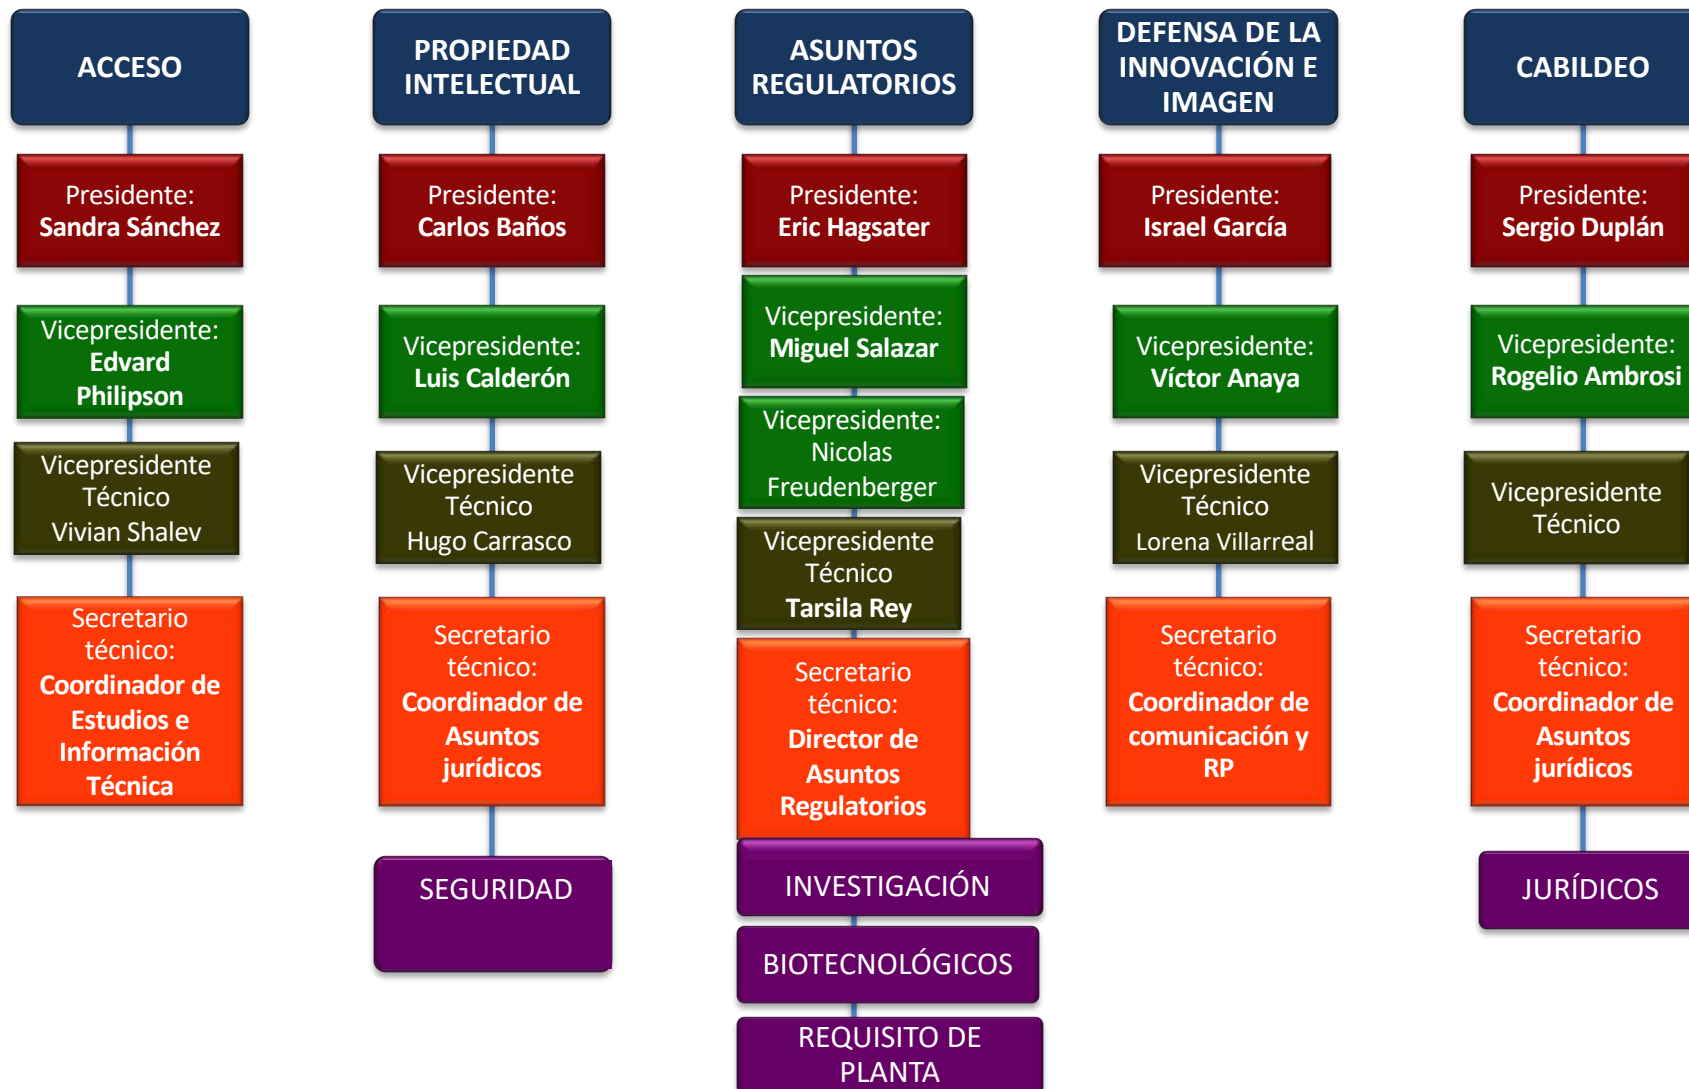 ACCESO
Presidente:
Sandra Sánchez
Vicepresidente:
Edvard
Philipson
Vicepresidente
Técnico
Vivian Shalev
Secretario
técnico:
Coordinador de
Estudios e
Información
Técnica
PROPIEDAD
INTELECTUAL
Presidente:
Carlos Baños
Vicepresidente:
Luis Calderón
Vicepresidente
Técnico
Hugo Carrasco
Secretario
técnico:
Coordinador de
Asuntos
jurídicos
SEGURIDAD
ASUNTOS
REGULATORIOS
Presidente:
Eric Hagsater
Vicepresidente:
Miguel Salazar
Vicepresidente:
Nicolas
Freudenberger
Vicepresidente
Técnico
Tarsila Rey
Secretario
técnico:
Director de
Asuntos
Regulatorios
INVESTIGACIÓN
BIOTECNOLÓGICOS
REQUISITO DE
PLANTA
DEFENSA DE LA
INNOVACIÓN E
IMAGEN
Presidente:
Israel García
Vicepresidente:
Víctor Anaya
Vicepresidente
Técnico
Lorena Villarreal
Secretario
técnico:
Coordinador de
comunicación y
RP
CABILDEO
Presidente:
Sergio Duplán
Vicepresidente:
Rogelio Ambrosi
Vicepresidente
Técnico
Secretario
técnico:
Coordinador de
Asuntos
jurídicos
JURÍDICOS